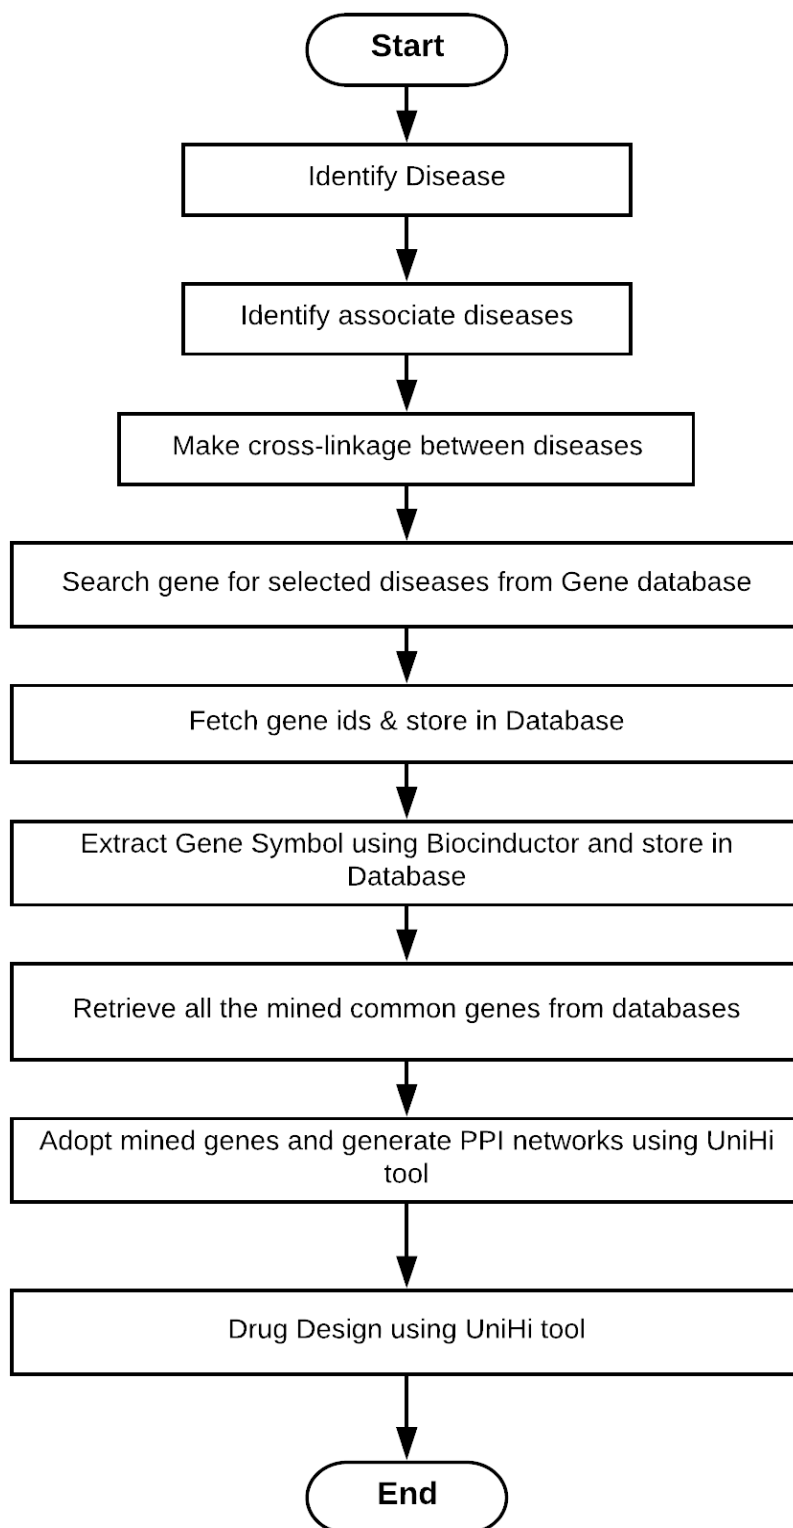 Start
Identify Disease
Identify associate diseases
Make cross-linkage between diseases
Search gene for selected diseases from Gene database
Fetch gene ids & store in Database
Extract Gene Symbol using Biocinductor and store in
Database
Retrieve all the mined common genes from databases
Adopt mined genes and generate PPI networks using UniHi
tool
Drug Design using UniHi tool
End